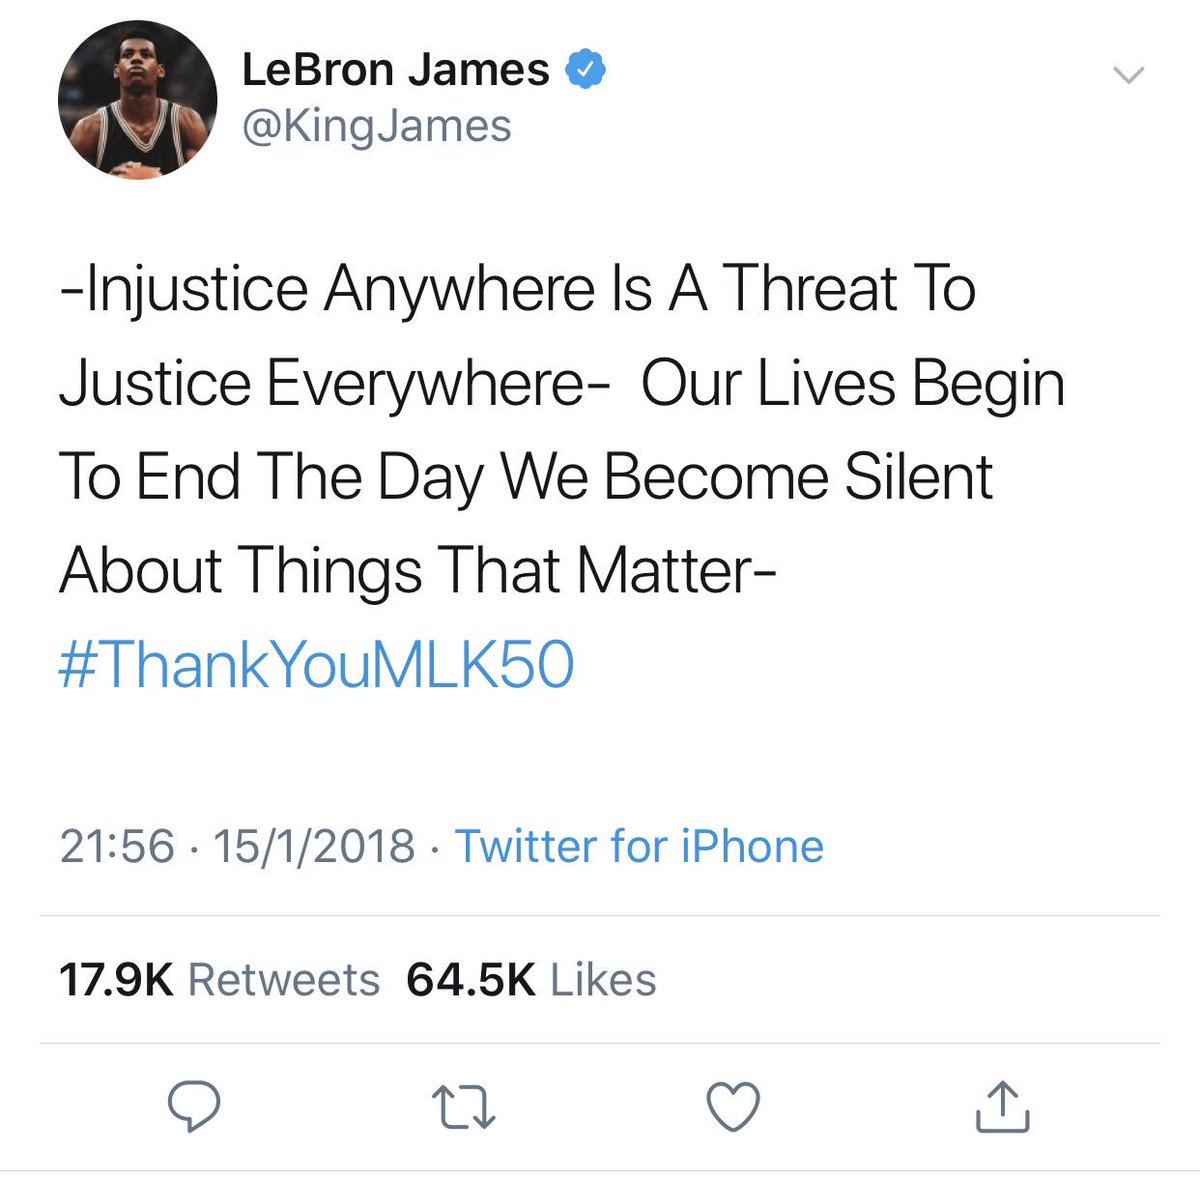 LeBron James
@KingJames
-Injustice Anywhere Is A Threat To
Justice Everywhere-  Our Lives Begin
To End The Day We Become Silent
About Things That Matter-
#ThankYouMLK50
21:56 · 15/1/2018 · Twitter for iPhone
17.9K Retweets  64.5K Likes